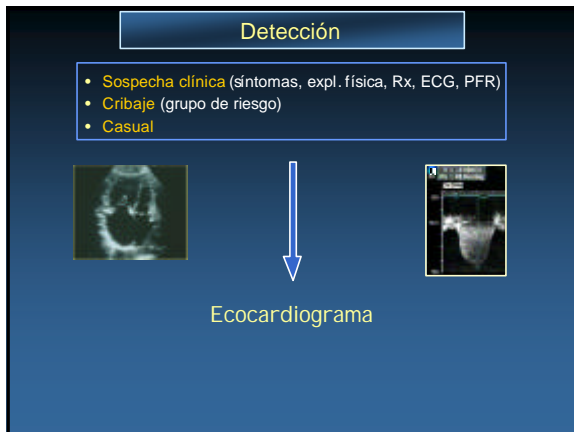 Detección
• Sospecha clínica (síntomas, expl. física, Rx, ECG, PFR)
• Cribaje (grupo de riesgo)
• Casual
Ecocardiograma